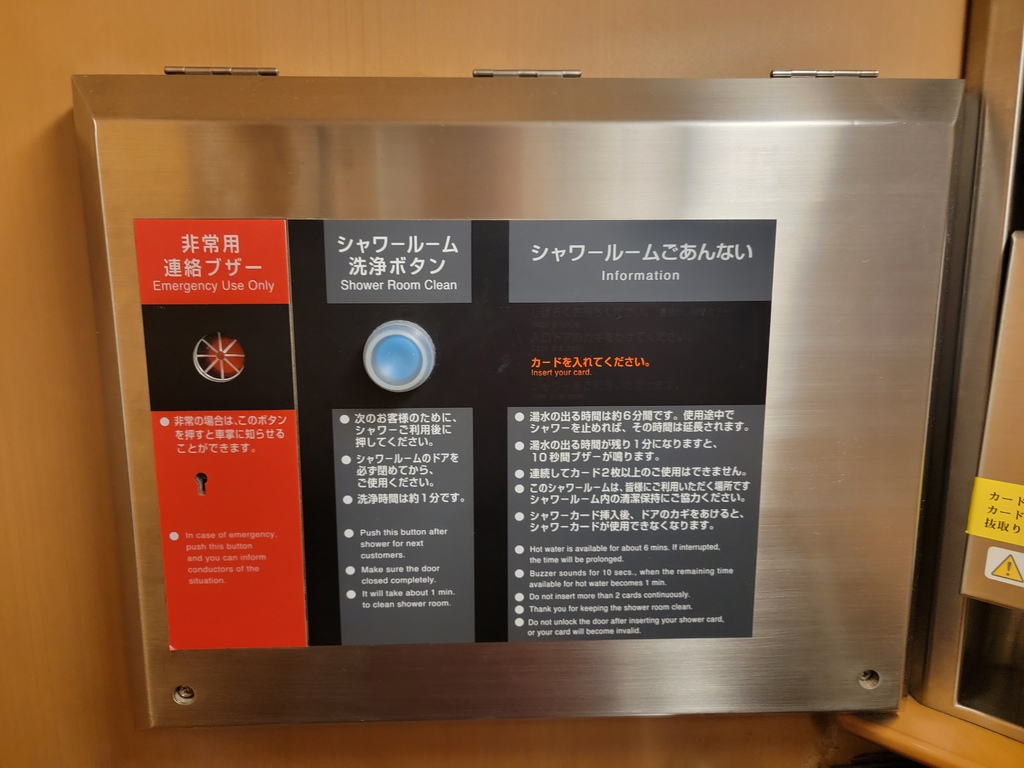 非常用
連絡ブザー
Emergency Use Only
非常の場合は、このボタン
を押すと車掌に知らせる
ことができます。
In case of emergency,
push this button
and you can inform
conductors of the
situation.
シャワールーム
洗浄ボタン
Shower Room Clean
次のお客様のために、
シャワーご利用後に
押してください。
シャワールームのドアを
必ず閉めてから、
ご使用ください。
洗浄時間は約1分です。
Push this button after
shower for next
customers.
Make sure the door
closed completely.
It will take about 1 min.
to clean shower room.
シャワールームごあんない
Information
カードを入れてください。
Insert your card.
湯水の出る時間は約6分間です。使用途中で
シャワーを止めれば、その時間は延長されます。
湯水の出る時間が残り1分になりますと、
10秒間ブザーが鳴ります。
連続してカード2枚以上のご使用はできません。
このシャワールームは、皆様にご利用いただく場所です
シャワールーム内の清潔保持にご協力ください。
シャワーカード挿入後、ドアのカギをあけると、
シャワーカードが使用できなくなります。
Hot water is available for about 6 mins. If interrupted,
the time will be prolonged.
Buzzer sounds for 10 secs., when the remaining time
available for hot water becomes 1 min.
Do not insert more than 2 cards continuously.
Thank you for keeping the shower room clean.
Do not unlock the door after inserting your shower card,
or your card will become invalid.
カード
カード
抜取り